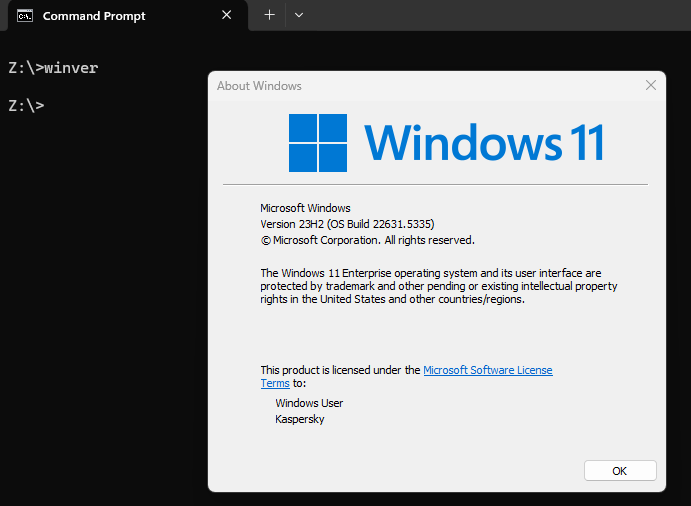 Command Prompt
Z:\>winver
Z:\>
About Windows
Windows 11
Microsoft Windows
Version 23H2 (OS Build 22631.5335)
© Microsoft Corporation. All rights reserved.
The Windows 11 Enterprise operating system and its user interface are
protected by trademark and other pending or existing intellectual property
rights in the United States and other countries/regions.
This product is licensed under the Microsoft Software License
Terms to:
Windows User
Kaspersky
OK